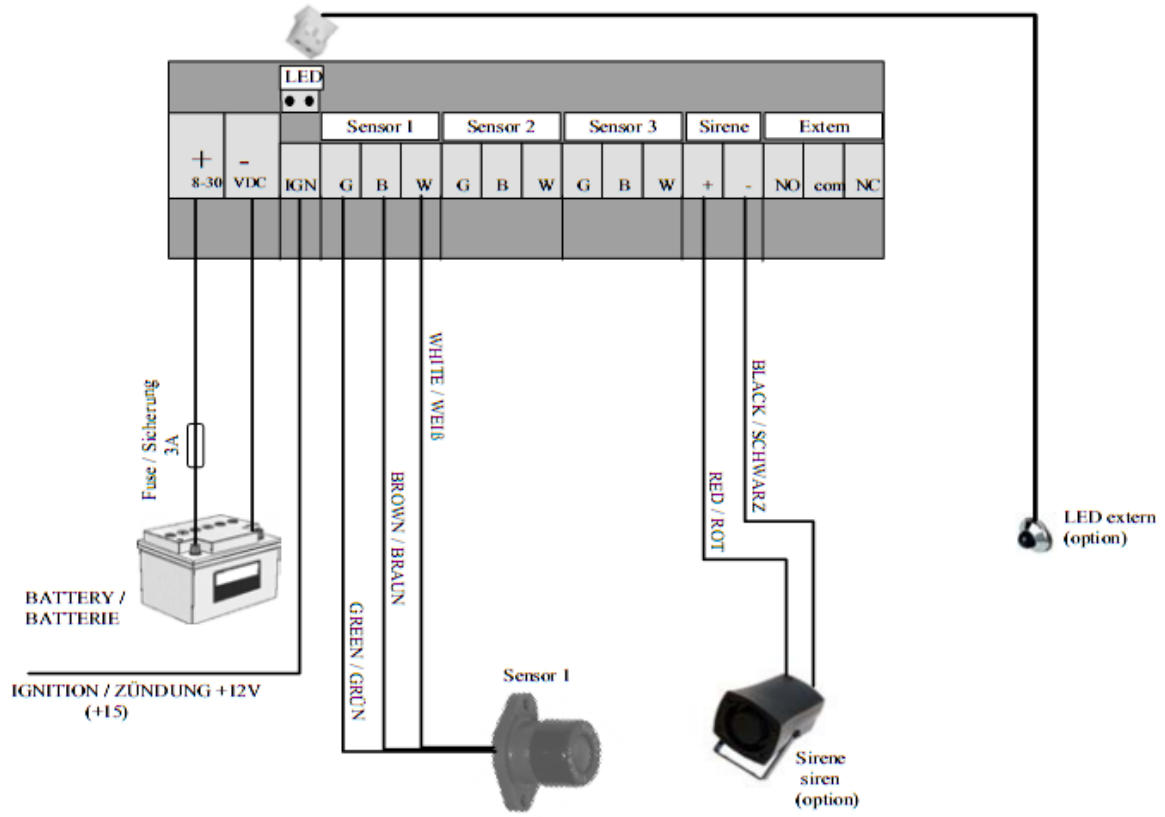 LED
Sensor 1
Sensor 2
Sensor 3
Sirene
Extern
+
-
8-30
VDC
IGN
G
B
W
G
B
W
G
B
W
+
-
NO
com
NC
Fuse / Sicherung
3A
WHITE / WEIß
BLACK / SCHWARZ
BROWN / BRAUN
RED / ROT
GREEN / GRÜN
LED extern
(option)
BATTERY /
BATTERIE
IGNITION / ZÜNDUNG +12V
(+15)
Sensor 1
Sirene
siren
(option)